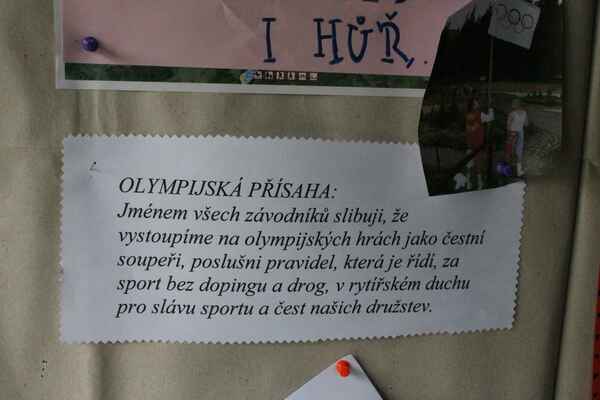 I HŮŘ.
OLYMPIJSKÁ PŘÍSAHA:
Jménem všech závodníků slibuji, že
vystoupíme na olympijských hrách jako čestní
soupeři, poslušni pravidel, která je řídí, za
sport bez dopingu a drog, v rytířském duchu
pro slávu sportu a čest našich družstev.